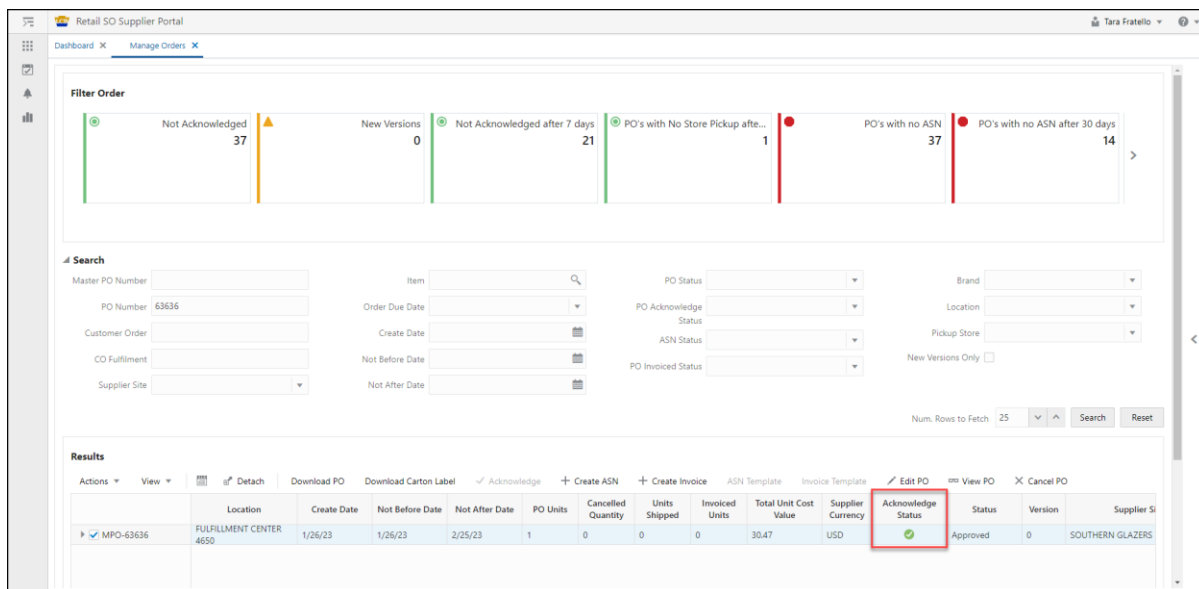 Retail SO Supplier Portal
Tara Fratello
Dashboard
Manage Orders
Filter Order
Not Acknowledged
37
New Versions
0
Not Acknowledged after 7 days
21
PO's with No Store Pickup afte...
1
PO's with no ASN
37
PO's with no ASN after 30 days
14
Search
Master PO Number
PO Number 63636
Customer Order
CO Fulfilment
Supplier Site
Item
Order Due Date
Create Date
Not Before Date
Not After Date
PO Status
PO Acknowledge
Status
ASN Status
PO Invoiced Status
Brand
Location
Pickup Store
New Versions Only
Num. Rows to Fetch 25 Search Reset
Results
Actions View Detach Download PO Download Carton Label Acknowledge Create ASN Create Invoice ASN Template Invoice Template Edit PO View PO Cancel PO
Location Create Date Not Before Date Not After Date PO Units Cancelled Quantity Units Shipped Invoiced Units Total Unit Cost Value Supplier Currency Acknowledge Status Status Version Supplier Si
MPO-63636 FULFILLMENT CENTER 4650 1/26/23 1/26/23 2/25/23 1 0 0 0 30.47 USD Approved 0 SOUTHERN GLAZERS